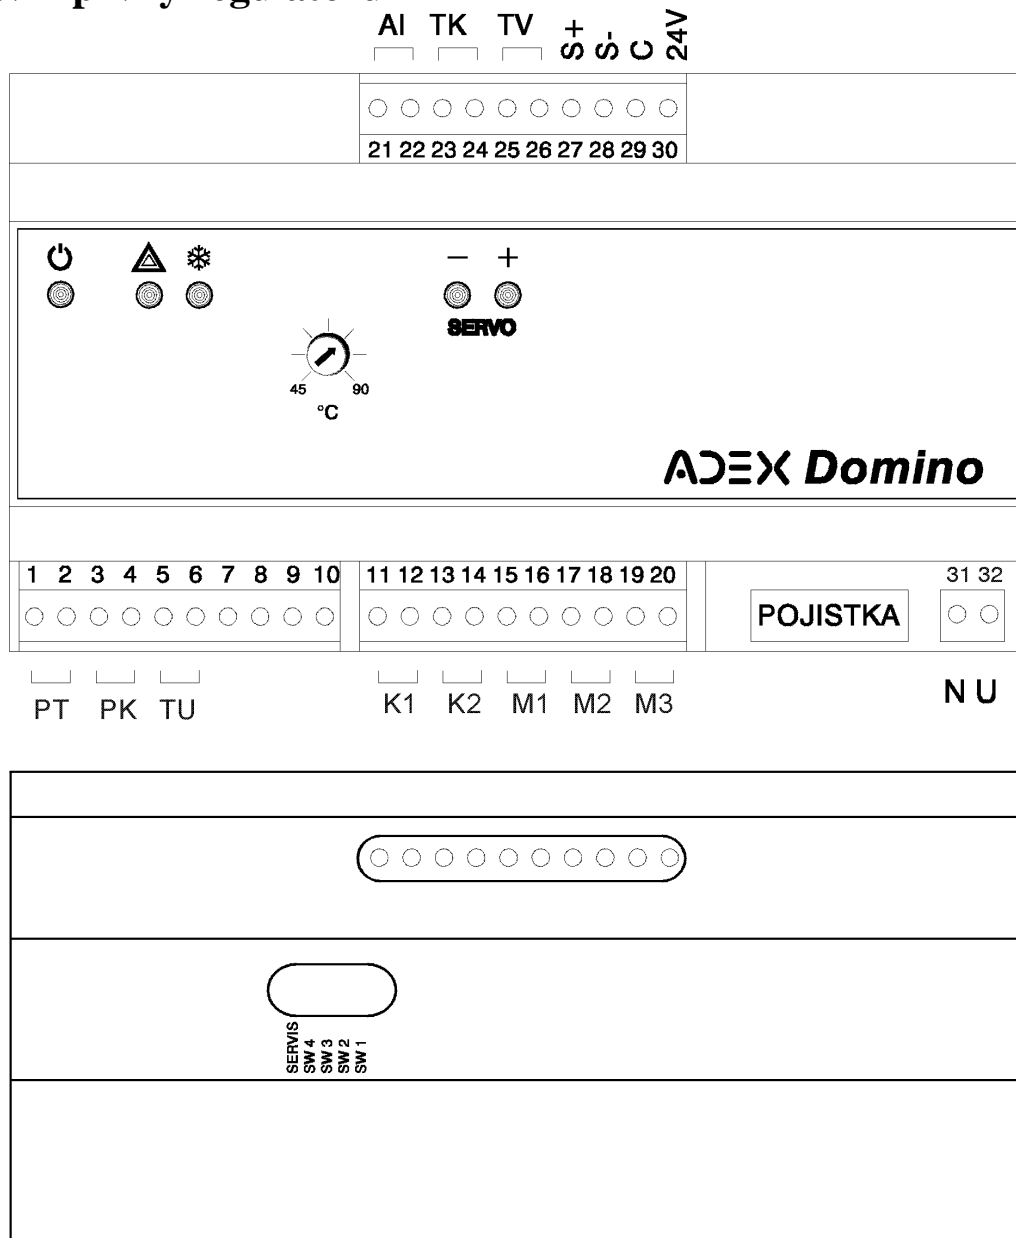 AI TK TV S+ S- C 24V
21 22 23 24 25 26 27 28 29 30
− +
SERVO
45 90
°C
ADEX Domino
1 2 3 4 5 6 7 8 9 10 11 12 13 14 15 16 17 18 19 20 31 32
POJISTKA
PT PK TU K1 K2 M1 M2 M3 N U
SERVIS
SW 4
SW 3
SW 2
SW 1